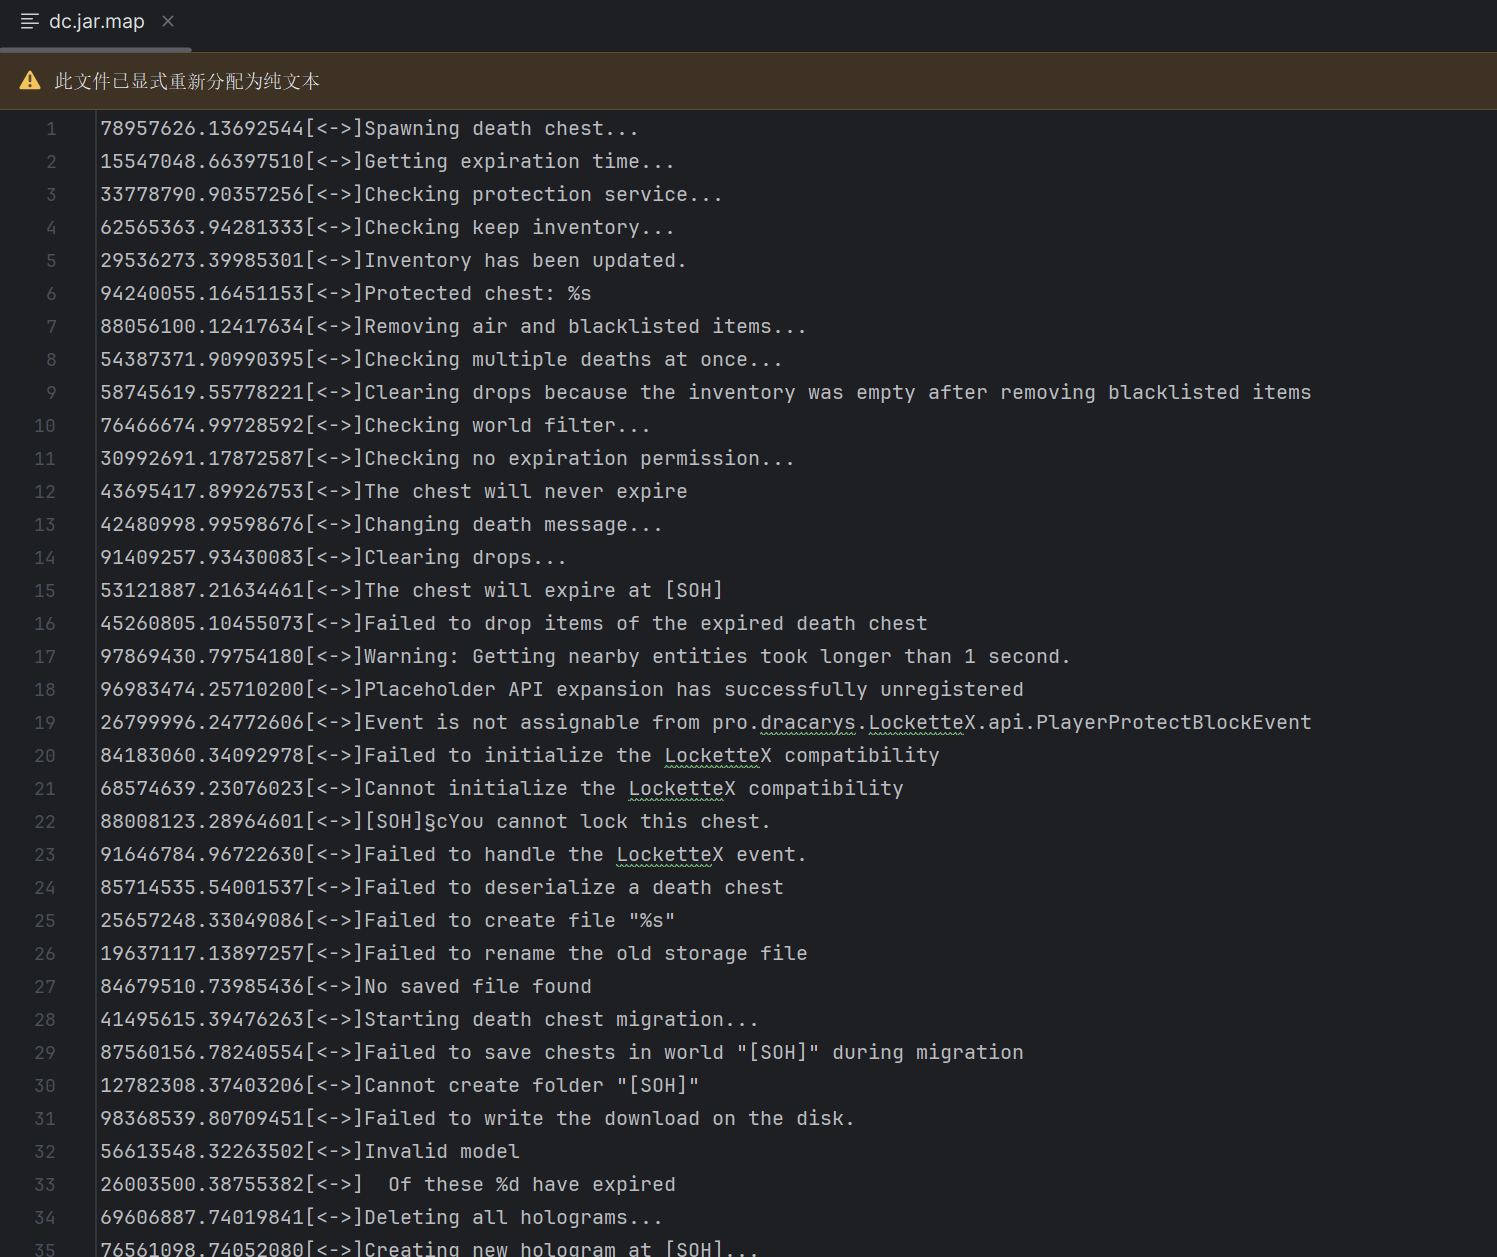 dc.jar.map
此文件已显式重新分配为纯文本
1 78957626.13692544[<->]Spawning death chest...
2 15547048.66397510[<->]Getting expiration time...
3 33778790.90357256[<->]Checking protection service...
4 62565363.94281333[<->]Checking keep inventory...
5 29536273.39985301[<->]Inventory has been updated.
6 94240055.16451153[<->]Protected chest: %s
7 88056100.12417634[<->]Removing air and blacklisted items...
8 54387371.90990395[<->]Checking multiple deaths at once...
9 58745619.55778221[<->]Clearing drops because the inventory was empty after removing blacklisted items
10 76466674.99728592[<->]Checking world filter...
11 30992691.17872587[<->]Checking no expiration permission...
12 43695417.89926753[<->]The chest will never expire
13 42480998.99598676[<->]Changing death message...
14 91409257.93430083[<->]Clearing drops...
15 53121887.21634461[<->]The chest will expire at [SOH]
16 45260805.10455073[<->]Failed to drop items of the expired death chest
17 97869430.79754180[<->]Warning: Getting nearby entities took longer than 1 second.
18 96983474.25710200[<->]Placeholder API expansion has successfully unregistered
19 26799996.24772606[<->]Event is not assignable from pro.dracarys.LocketteX.api.PlayerProtectBlockEvent
20 84183060.34092978[<->]Failed to initialize the LocketteX compatibility
21 68574639.23076023[<->]Cannot initialize the LocketteX compatibility
22 88008123.28964601[<->][SOH]§cYou cannot lock this chest.
23 91646784.96722630[<->]Failed to handle the LocketteX event.
24 85714535.54001537[<->]Failed to deserialize a death chest
25 25657248.33049086[<->]Failed to create file "%s"
26 19637117.13897257[<->]Failed to rename the old storage file
27 84679510.73985436[<->]No saved file found
28 41495615.39476263[<->]Starting death chest migration...
29 87560156.78240554[<->]Failed to save chests in world "[SOH]" during migration
30 12782308.37403206[<->]Cannot create folder "[SOH]"
31 98368539.80709451[<->]Failed to write the download on the disk.
32 56613548.32263502[<->]Invalid model
33 26003500.38755382[<->]  Of these %d have expired
34 69606887.74019841[<->]Deleting all holograms...
35 76561098.74052080[<->]Creating new hologram at [SOH]...